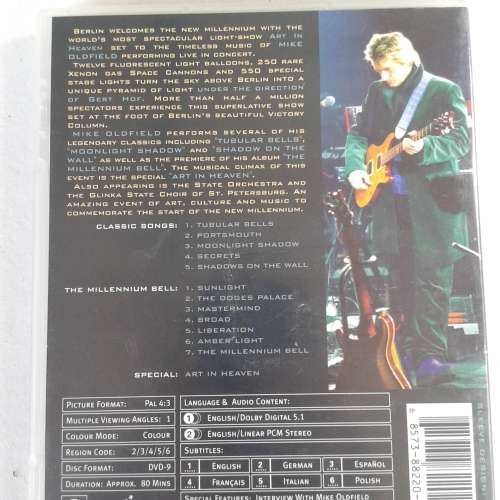 Berlin welcomes the new millennium with the
world's most spectacular light-show Art in
Heaven set to the timeless music of Mike
Oldfield performing live in concert.
Twelve fluorescent light balloons, 250 rare
Xenon gas Space Cannons and 550 special
stage lights turn the sky above Berlin into a
unique pyramid of light under the direction
of Gert Hof. More than half a million
spectators experience this superlative show
set at the foot of Berlin's beautiful Victory
Column.
Mike Oldfield performs several of his
legendary classics including 'Tubular Bells',
'Moonlight Shadow' and 'Shadow on the
Wall' as well as the premiere of his album 'The
Millennium Bell'. The musical climax of this
event is the special 'Art in Heaven'.
Also appearing is the State Orchestra and
the Glinka State Choir of St. Petersburg. An
amazing event of art, culture and music to
commemorate the start of the new millennium.
Classic Songs: 1. Tubular Bells
2. Portsmouth
3. Moonlight Shadow
4. Secrets
5. Shadows on the Wall
The Millennium Bell: 1. Sunlight
2. The Doges Palace
3. Mastermind
4. Broad
5. Liberation
6. Amber Light
7. The Millennium Bell
Special: Art in Heaven
Picture Format: Pal 4:3
Multiple Viewing Angles: 1
Colour Mode: Colour
Region Code: 2/3/4/5/6
Disc Format: DVD-9
Duration: Approx. 80 Mins
Language & Audio Content:
1 English/Dolby Digital 5.1
2 English/Linear PCM Stereo
Subtitles:
1 English 2 German 3 Español
4 Français 5 Italian 6 Polish
Special Features: Interview With Mike Oldfield
6 8573-88220-